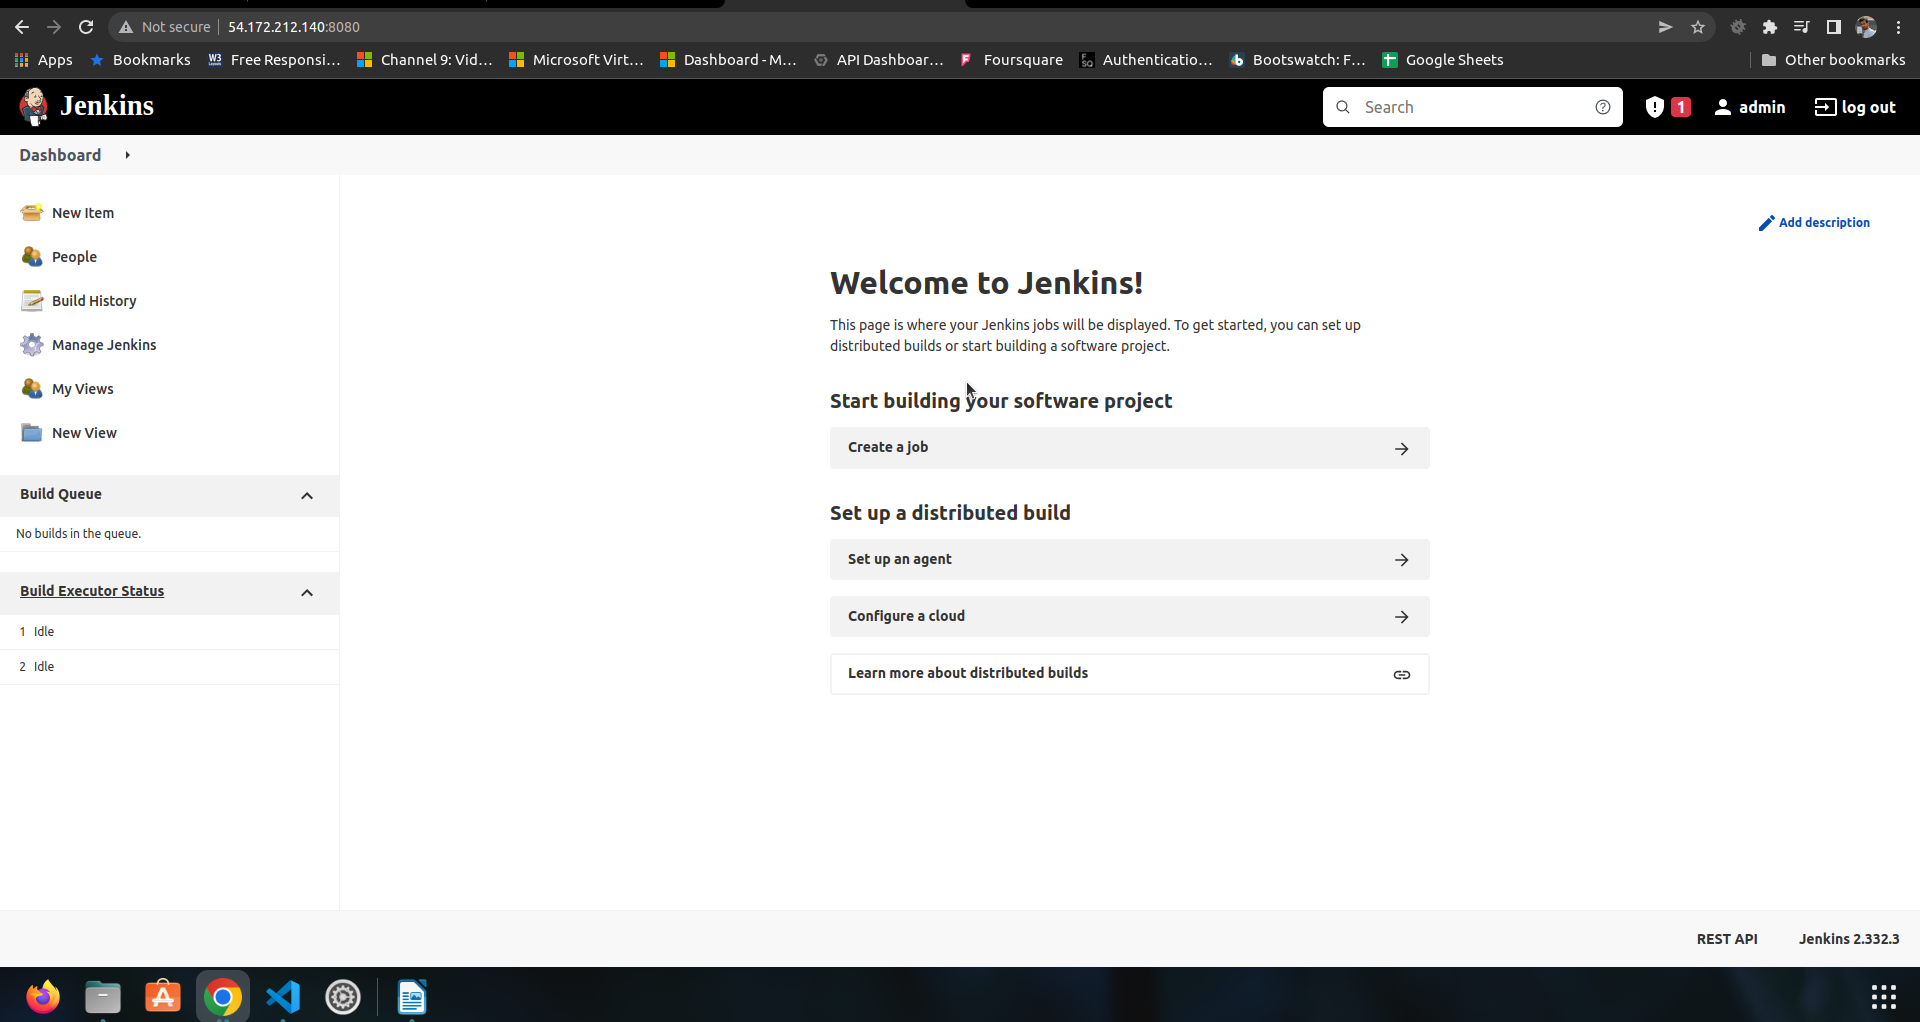 Not secure 54.172.212.140:8080
Apps Bookmarks Free Responsi... Channel 9: Vid... Microsoft Virt... Dashboard - M... API Dashboar... Foursquare Authenticatio... Bootswatch: F... Google Sheets Other bookmarks
Jenkins Search 1 admin log out
Dashboard
New Item
People
Build History
Manage Jenkins
My Views
New View
Build Queue
No builds in the queue.
Build Executor Status
1 Idle
2 Idle
Add description
Welcome to Jenkins!
This page is where your Jenkins jobs will be displayed. To get started, you can set up
distributed builds or start building a software project.
Start building your software project
Create a job
Set up a distributed build
Set up an agent
Configure a cloud
Learn more about distributed builds
REST API Jenkins 2.332.3